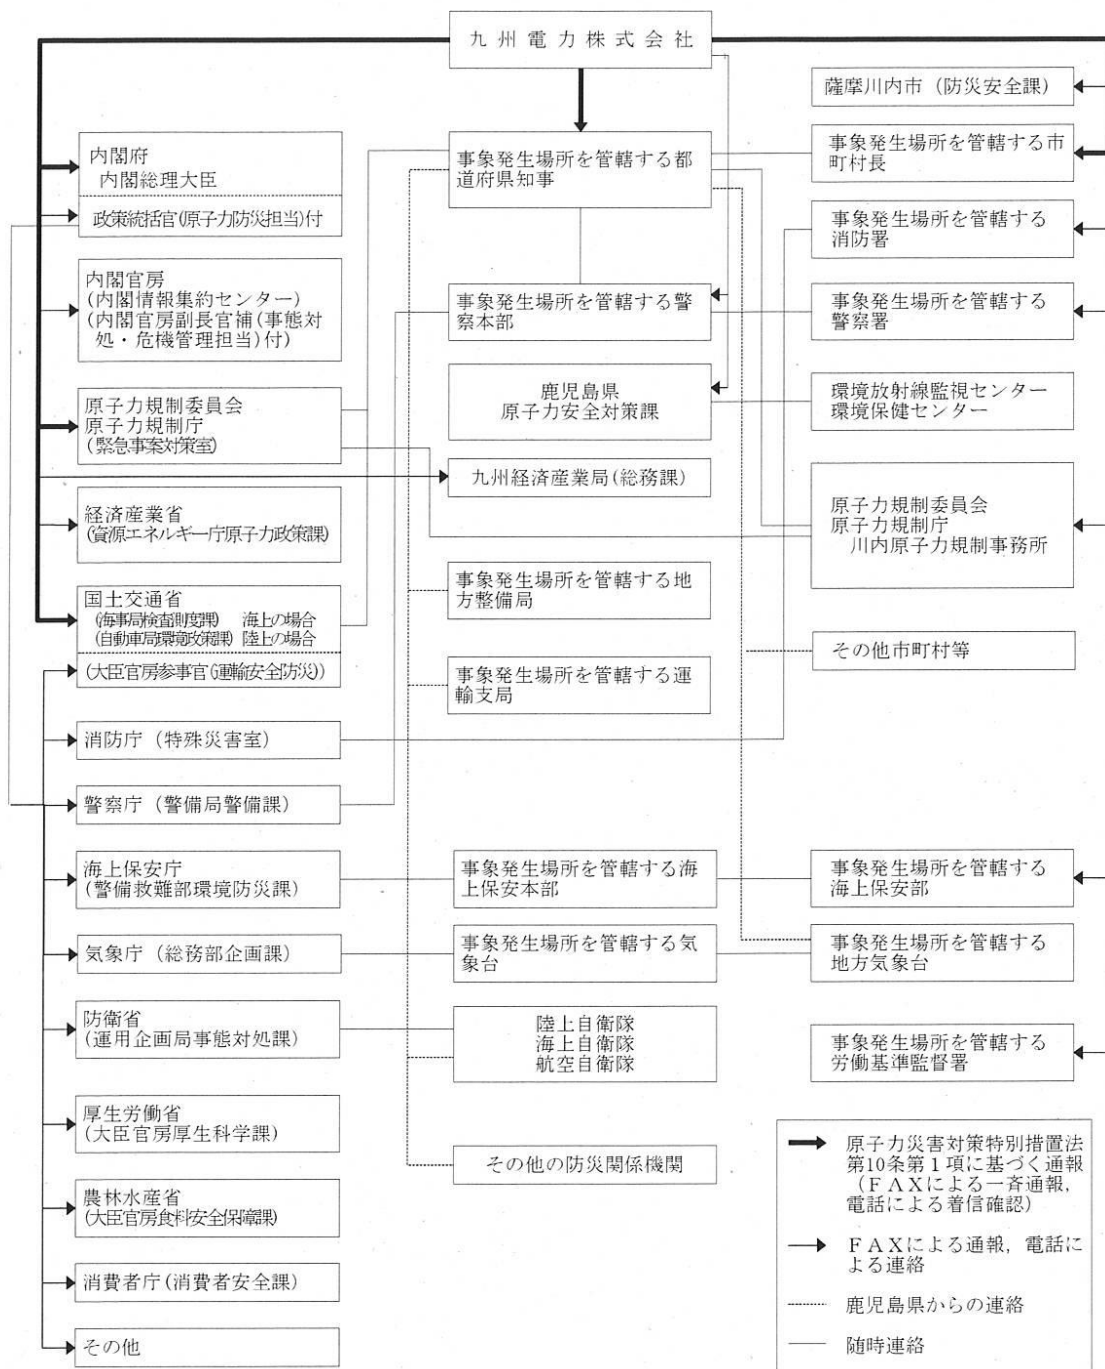 九州電力株式会社
内閣府
内閣総理大臣
政策統括官(原子力防災担当)付
内閣官房
(内閣情報集約センター)
(内閣官房副長官補(事態対
処・危機管理担当)付)
原子力規制委員会
原子力規制庁
(緊急事案対策室)
経済産業省
(資源エネルギー庁原子力政策課)
国土交通省
(海事局検査測度課) 海上の場合
(自動車局環境政策課) 陸上の場合
(大臣官房参事官(運輸安全防災))
消防庁（特殊災害室）
警察庁（警備局警備課）
海上保安庁
(警備救難部環境防災課)
気象庁（総務部企画課）
防衛省
(運用企画局事態対処課)
厚生労働省
(大臣官房厚生科学課)
農林水産省
(大臣官房食料安全保障課)
消費者庁(消費者安全課)
その他
事象発生場所を管轄する都
道府県知事
事象発生場所を管轄する警
察本部
鹿児島県
原子力安全対策課
九州経済産業局(総務課)
事象発生場所を管轄する地
方整備局
事象発生場所を管轄する運
輸支局
事象発生場所を管轄する海
上保安本部
事象発生場所を管轄する気
象台
陸上自衛隊
海上自衛隊
航空自衛隊
その他の防災関係機関
薩摩川内市（防災安全課）
事象発生場所を管轄する市
町村長
事象発生場所を管轄する
消防署
事象発生場所を管轄する
警察署
環境放射線監視センター
環境保健センター
原子力規制委員会
原子力規制庁
川内原子力規制事務所
その他市町村等
事象発生場所を管轄する
海上保安部
事象発生場所を管轄する
地方気象台
事象発生場所を管轄する
労働基準監督署
原子力災害対策特別措置法
第10条第１項に基づく通報
（ＦＡＸによる一斉通報，
電話による着信確認）
ＦＡＸによる通報，電話によ
る連絡
鹿児島県からの連絡
随時連絡